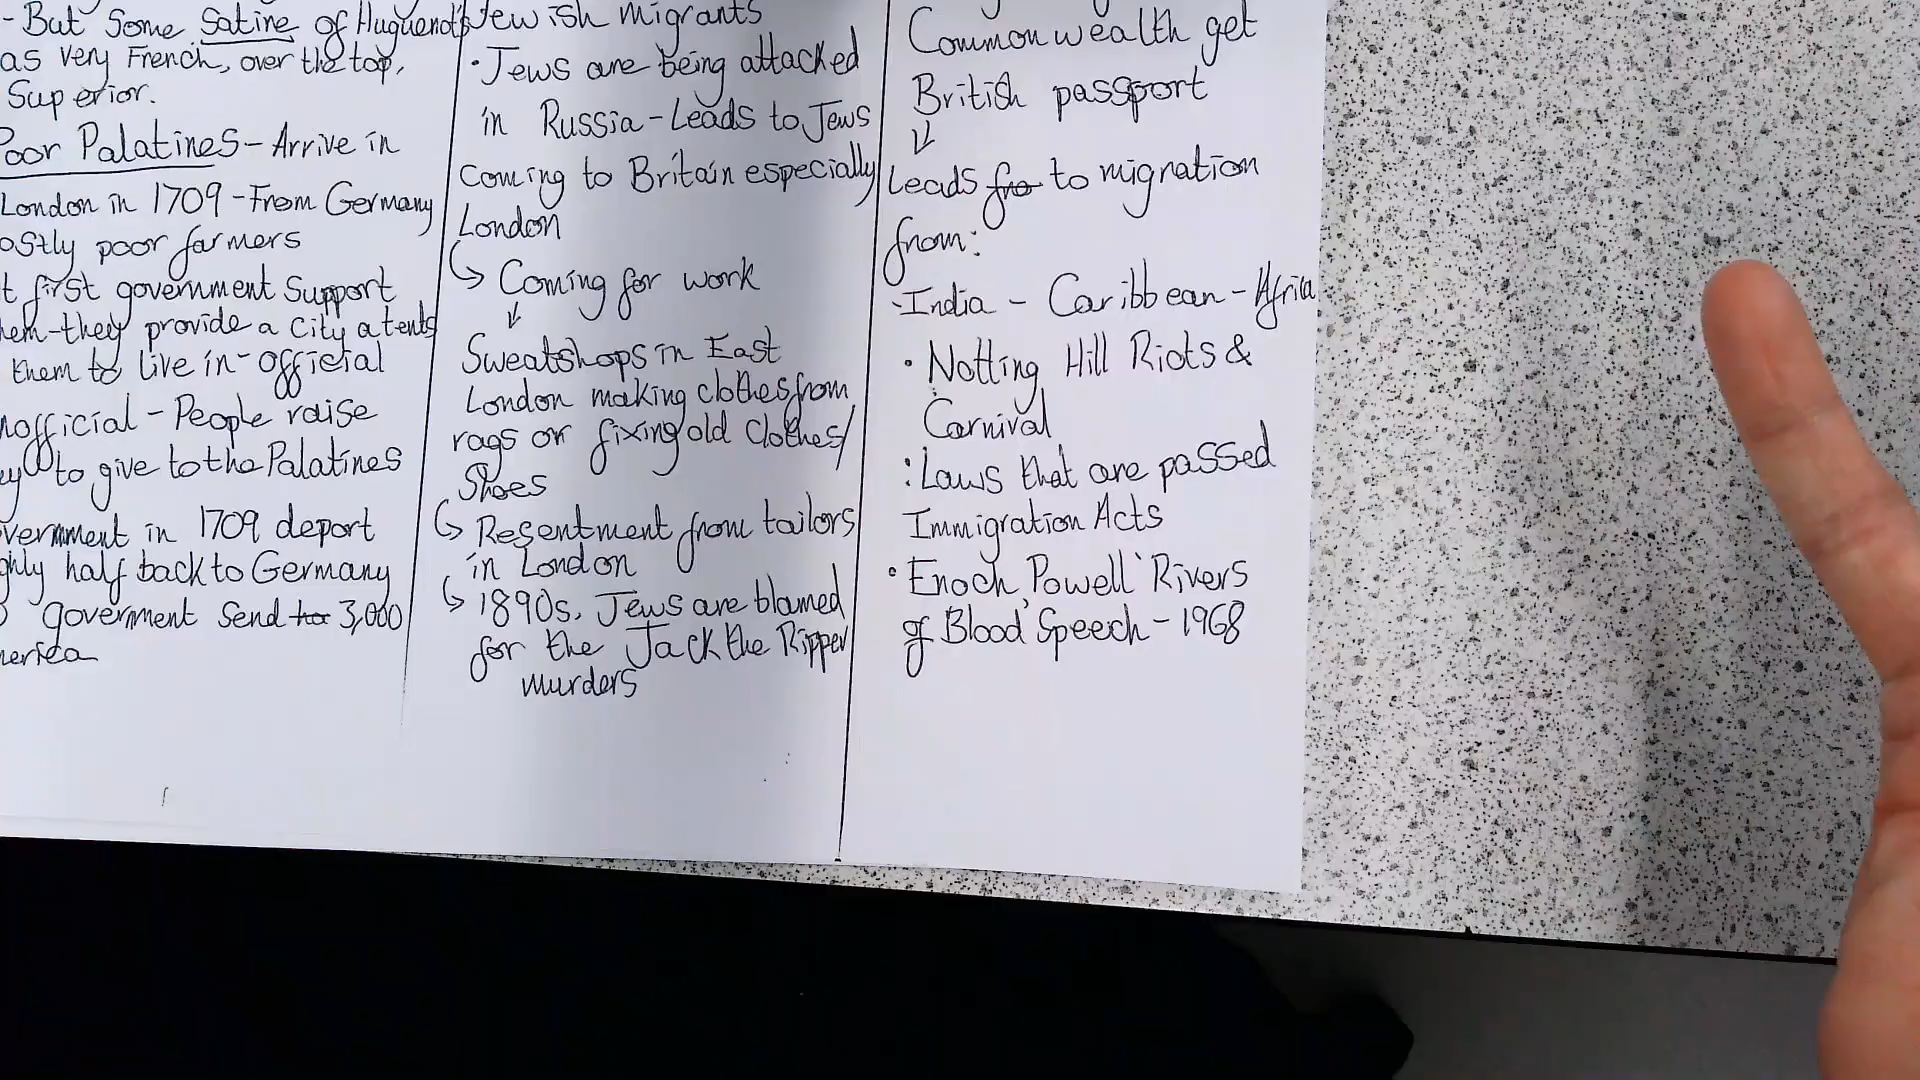 - But Some Satire of Huguenots
as very French, over the top,
Superior.
Poor Palatines - Arrive in
London in 1709 - From Germany
ostly poor farmers
t first government Support
hem - they provide a city a tents
them to live in - official
nofficial - People raise
ey to give to the Palatines
vernment in 1709 deport
ghly half back to Germany
government Send to 3,000
merica
Jewish migrants
• Jews are being attacked
in Russia - Leads to Jews
coming to Britain especially
London
↳ Coming for work
↓
Sweatshops in East
London making clothes from
rags or fixing old clothes/
Shoes
↳ Resentment from tailors
in London
↳ 1890s, Jews are blamed
for the Jack the Ripper
murders
Commonwealth get
British passport
↓
Leads fro to migration
from:
- India - Caribbean - Africa
• Notting Hill Riots &
Carnival
: Laws that are passed
Immigration Acts
• Enoch Powell 'Rivers
of Blood' Speech - 1968